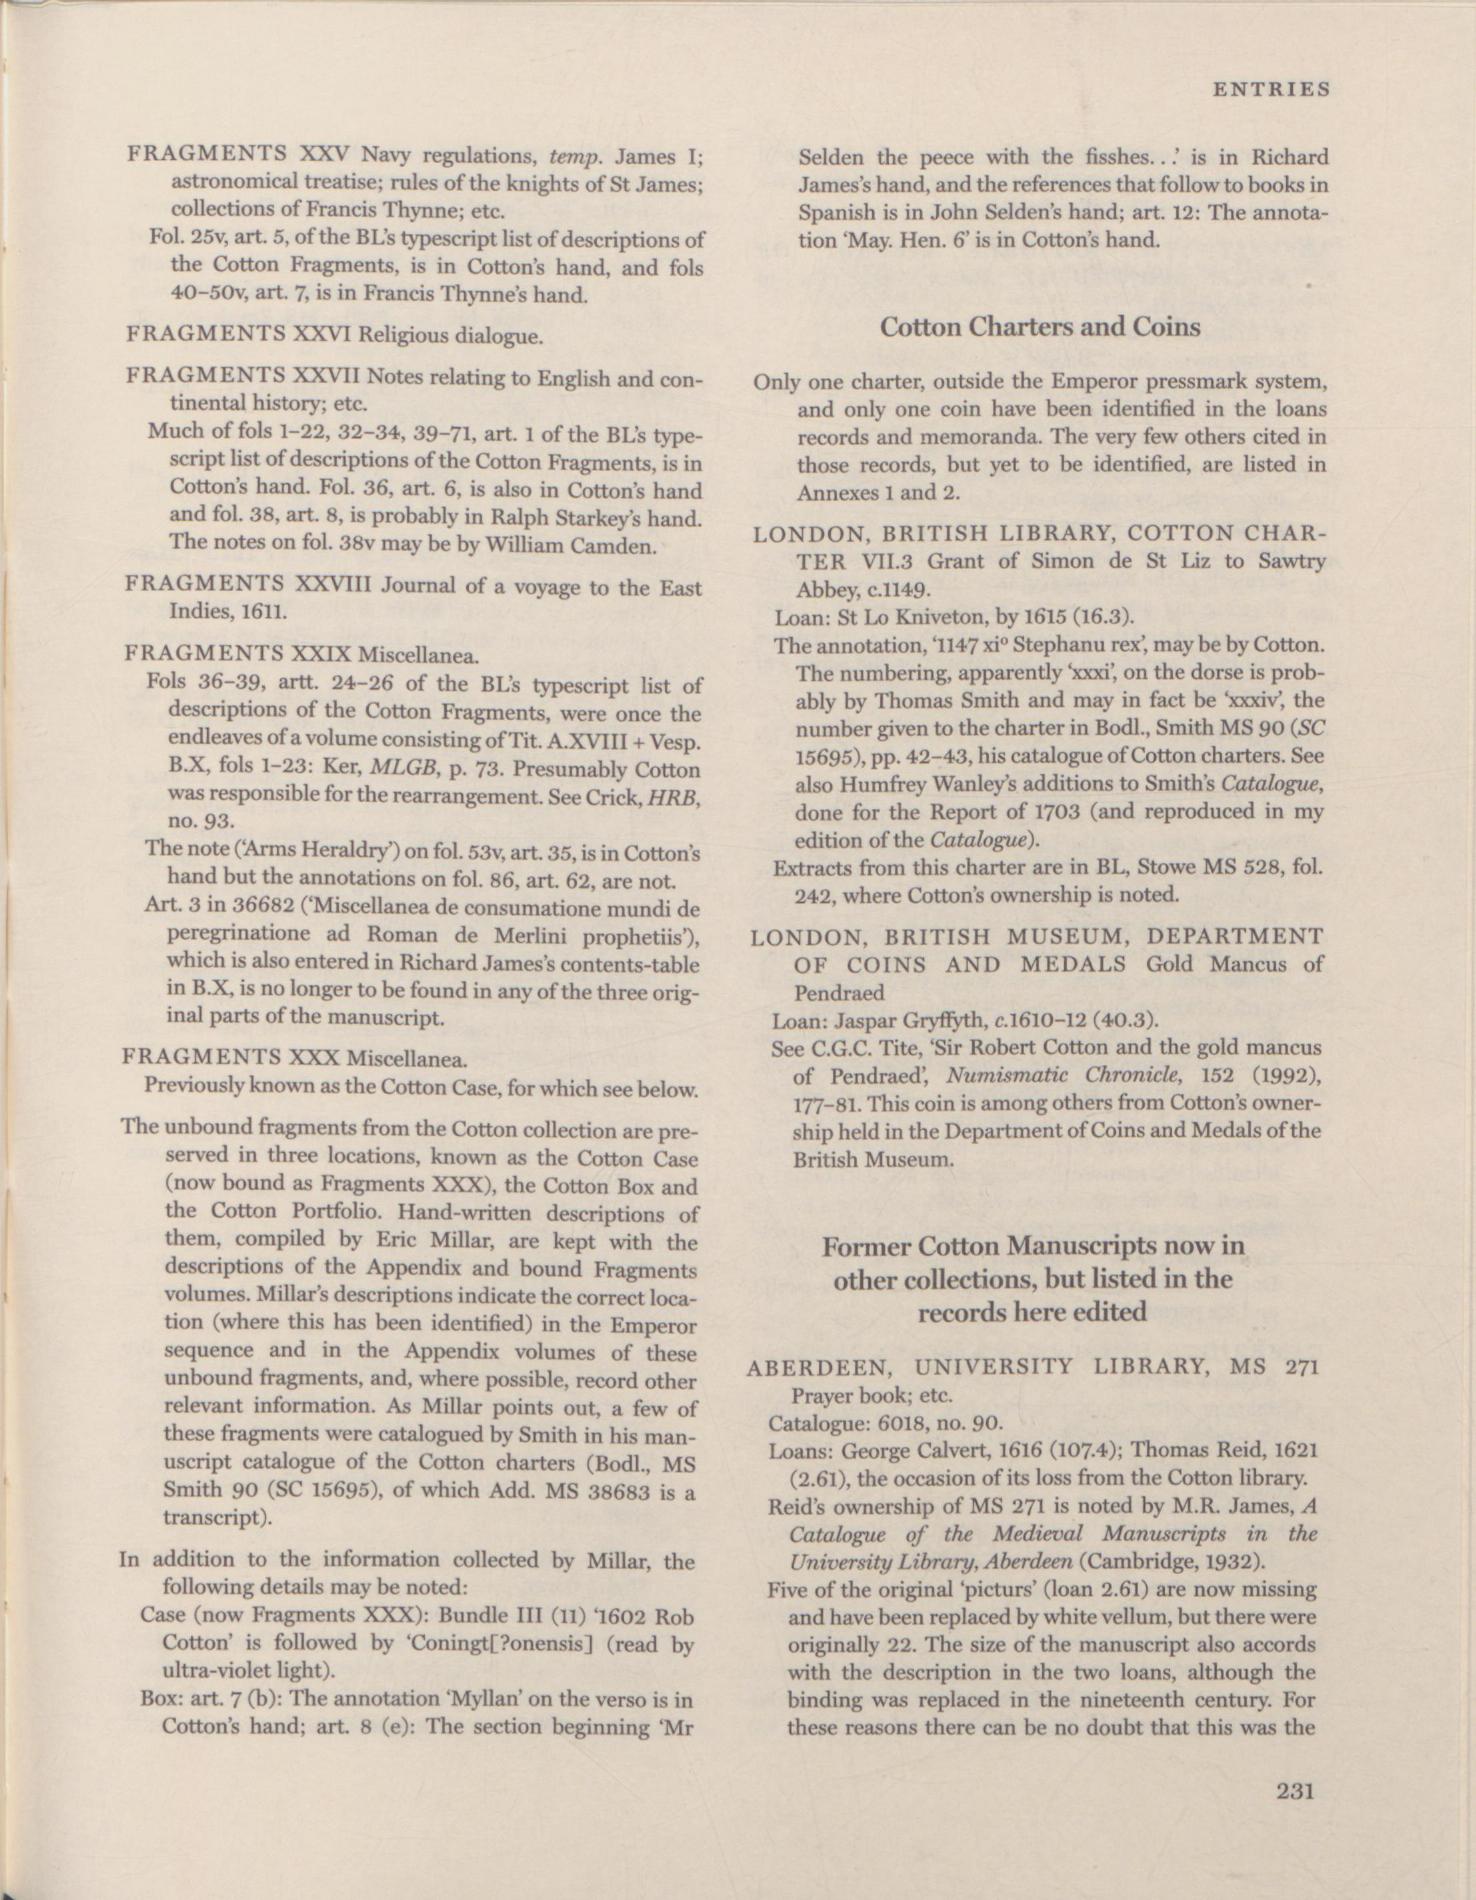 ENTRIES
FRAGMENTS XXV Navy regulations, temp. James I;
astronomical treatise; rules of the knights of St James;
collections of Francis Thynne; etc.
Fol. 25v, art. 5, of the BL's typescript list of descriptions of
the Cotton Fragments, is in Cotton's hand, and fols
40–50v, art. 7, is in Francis Thynne's hand.
FRAGMENTS XXVI Religious dialogue.
FRAGMENTS XXVII Notes relating to English and con-
tinental history; etc.
Much of fols 1–22, 32–34, 39–71, art. 1 of the BL's type-
script list of descriptions of the Cotton Fragments, is in
Cotton's hand. Fol. 36, art. 6, is also in Cotton's hand
and fol. 38, art. 8, is probably in Ralph Starkey's hand.
The notes on fol. 38v may be by William Camden.
FRAGMENTS XXVIII Journal of a voyage to the East
Indies, 1611.
FRAGMENTS XXIX Miscellanea.
Fols 36–39, artt. 24–26 of the BL's typescript list of
descriptions of the Cotton Fragments, were once the
endleaves of a volume consisting of Tit. A.XVIII + Vesp.
B.X, fols 1–23: Ker, MLGB, p. 73. Presumably Cotton
was responsible for the rearrangement. See Crick, HRB,
no. 93.
The note ('Arms Heraldry') on fol. 53v, art. 35, is in Cotton's
hand but the annotations on fol. 86, art. 62, are not.
Art. 3 in 36682 ('Miscellanea de consumatione mundi de
peregrinatione ad Roman de Merlini prophetiis'),
which is also entered in Richard James's contents-table
in B.X, is no longer to be found in any of the three orig-
inal parts of the manuscript.
FRAGMENTS XXX Miscellanea.
Previously known as the Cotton Case, for which see below.
The unbound fragments from the Cotton collection are pre-
served in three locations, known as the Cotton Case
(now bound as Fragments XXX), the Cotton Box and
the Cotton Portfolio. Hand-written descriptions of
them, compiled by Eric Millar, are kept with the
descriptions of the Appendix and bound Fragments
volumes. Millar's descriptions indicate the correct loca-
tion (where this has been identified) in the Emperor
sequence and in the Appendix volumes of these
unbound fragments, and, where possible, record other
relevant information. As Millar points out, a few of
these fragments were catalogued by Smith in his man-
uscript catalogue of the Cotton charters (Bodl., MS
Smith 90 (SC 15695), of which Add. MS 38683 is a
transcript).
In addition to the information collected by Millar, the
following details may be noted:
Case (now Fragments XXX): Bundle III (11) '1602 Rob
Cotton' is followed by 'Coningt[?onensis] (read by
ultra-violet light).
Box: art. 7 (b): The annotation 'Myllan' on the verso is in
Cotton's hand; art. 8 (e): The section beginning 'Mr
Selden the peece with the fisshes...' is in Richard
James's hand, and the references that follow to books in
Spanish is in John Selden's hand; art. 12: The annota-
tion 'May. Hen. 6' is in Cotton's hand.
Cotton Charters and Coins
Only one charter, outside the Emperor pressmark system,
and only one coin have been identified in the loans
records and memoranda. The very few others cited in
those records, but yet to be identified, are listed in
Annexes 1 and 2.
LONDON, BRITISH LIBRARY, COTTON CHAR-
TER VII.3 Grant of Simon de St Liz to Sawtry
Abbey, c.1149.
Loan: St Lo Kniveton, by 1615 (16.3).
The annotation, '1147 xiº Stephanu rex', may be by Cotton.
The numbering, apparently 'xxxi', on the dorse is prob-
ably by Thomas Smith and may in fact be 'xxxiv', the
number given to the charter in Bodl., Smith MS 90 (SC
15695), pp. 42–43, his catalogue of Cotton charters. See
also Humfrey Wanley's additions to Smith's Catalogue,
done for the Report of 1703 (and reproduced in my
edition of the Catalogue).
Extracts from this charter are in BL, Stowe MS 528, fol.
242, where Cotton's ownership is noted.
LONDON, BRITISH MUSEUM, DEPARTMENT
OF COINS AND MEDALS Gold Mancus of
Pendraed
Loan: Jaspar Gryffyth, c.1610–12 (40.3).
See C.G.C. Tite, 'Sir Robert Cotton and the gold mancus
of Pendraed', Numismatic Chronicle, 152 (1992),
177–81. This coin is among others from Cotton's owner-
ship held in the Department of Coins and Medals of the
British Museum.
Former Cotton Manuscripts now in
other collections, but listed in the
records here edited
ABERDEEN, UNIVERSITY LIBRARY, MS 271
Prayer book; etc.
Catalogue: 6018, no. 90.
Loans: George Calvert, 1616 (107.4); Thomas Reid, 1621
(2.61), the occasion of its loss from the Cotton library.
Reid's ownership of MS 271 is noted by M.R. James, A
Catalogue of the Medieval Manuscripts in the
University Library, Aberdeen (Cambridge, 1932).
Five of the original 'picturs' (loan 2.61) are now missing
and have been replaced by white vellum, but there were
originally 22. The size of the manuscript also accords
with the description in the two loans, although the
binding was replaced in the nineteenth century. For
these reasons there can be no doubt that this was the
231